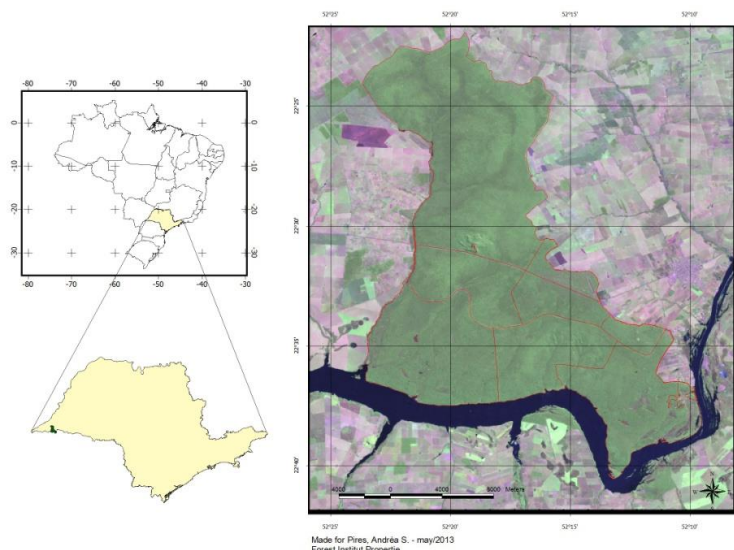 -80 -70 -60 -50 -40
0 0
-10 -10
-20 -20
-30 -30
-80 -70 -60 -50 -40
52°25' 52°20' 52°15' 52°10'
22°25'
22°30'
22°35'
22°40'
4000 0 4000 8000 Meters
N
52°25' 52°20' 52°15' 52°10'
Made for Pires, Andréa S. - may/2013
Forest Institut Propertie